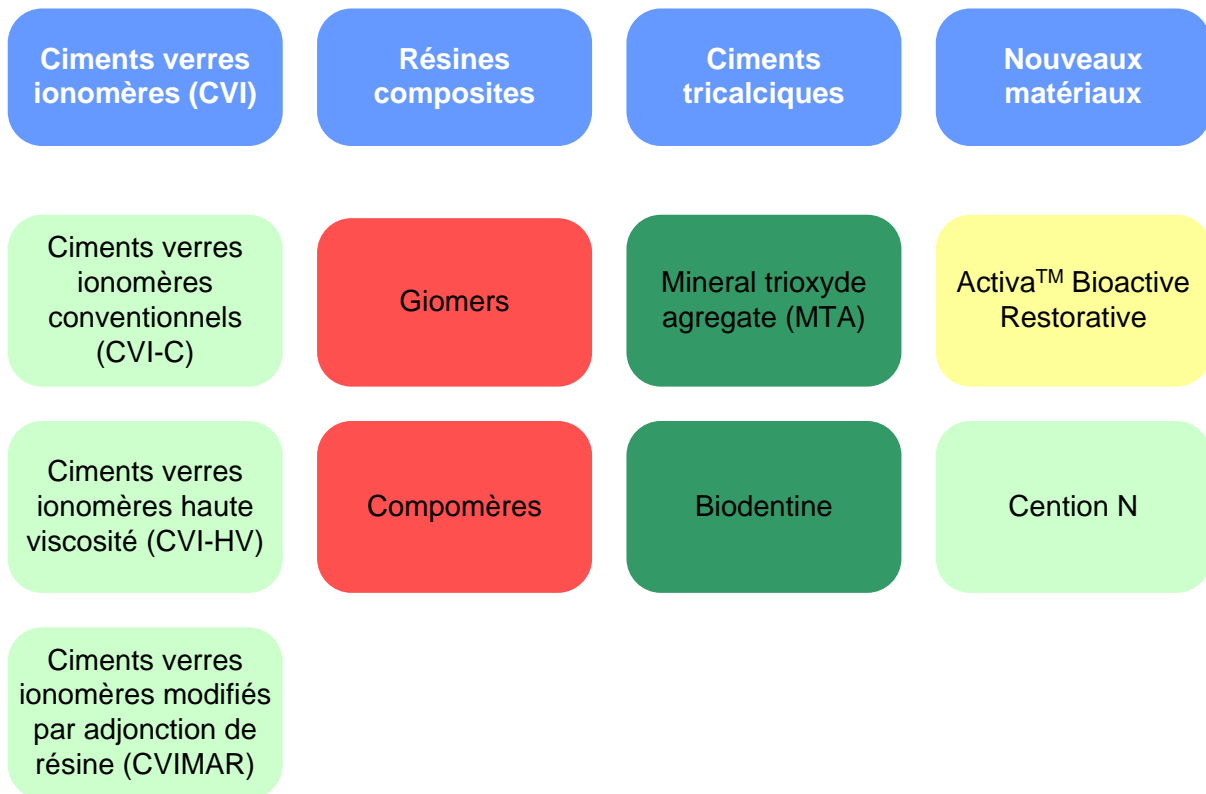 Ciments verres
ionomères (CVI)
Résines
composites
Ciments
tricalciques
Nouveaux
matériaux
Ciments verres
ionomères
conventionnels
(CVI-C)
Giomers
Mineral trioxyde
agregate (MTA)
Activa™ Bioactive
Restorative
Ciments verres
ionomères haute
viscosité (CVI-HV)
Compomères
Biodentine
Cention N
Ciments verres
ionomères modifiés
par adjonction de
résine (CVIMAR)